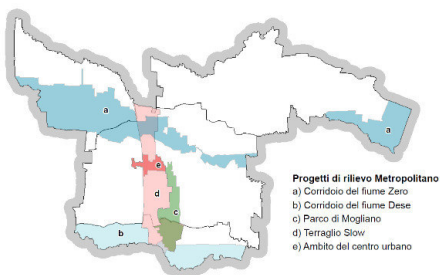 a
a
e
d
c
b
Progetti di rilievo Metropolitano
a) Corridoio del fiume Zero
b) Corridoio del fiume Dese
c) Parco di Mogliano
d) Terraglio Slow
e) Ambito del centro urbano